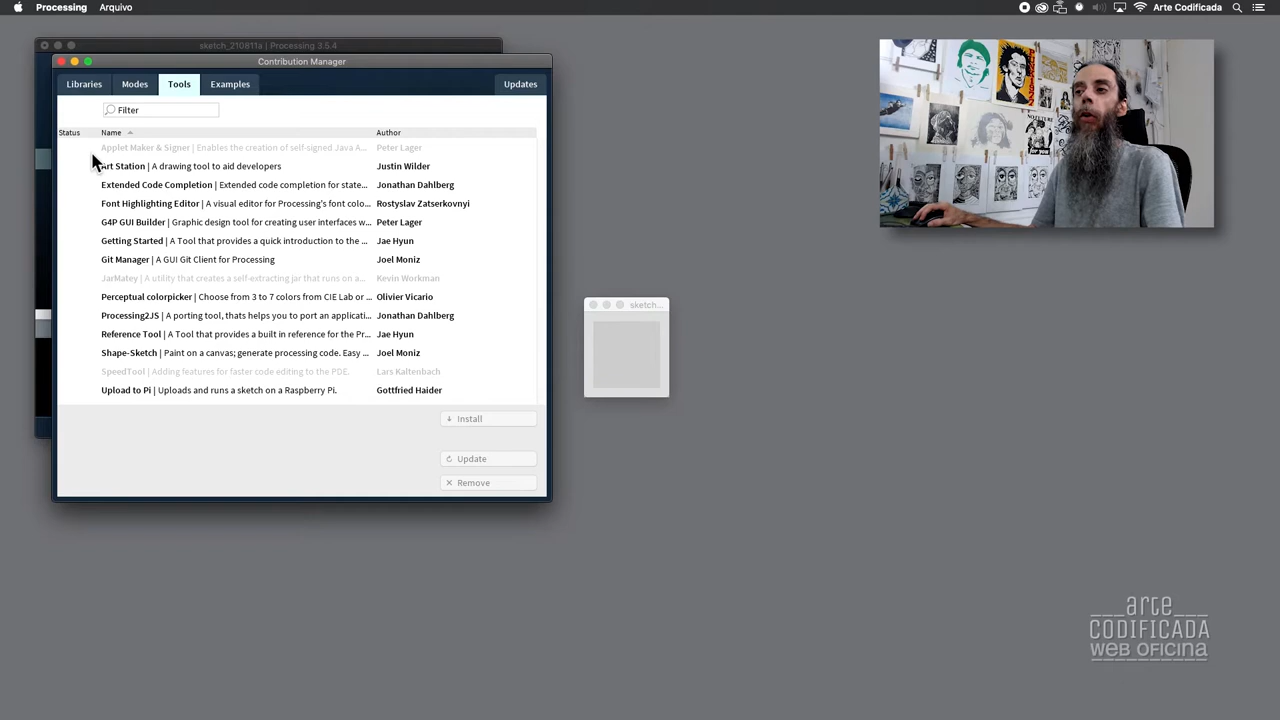 Processing Arquivo
Arte Codificada
sketch_210811a | Processing 3.5.4
Contribution Manager
Libraries Modes Tools Examples Updates
Filter
Status Name Author
Applet Maker & Signer | Enables the creation of self-signed Java A... Peter Lager
Art Station | A drawing tool to aid developers Justin Wilder
Extended Code Completion | Extended code completion for state... Jonathan Dahlberg
Font Highlighting Editor | A visual editor for Processing's font colo... Rostyslav Zatserkovnyi
G4P GUI Builder | Graphic design tool for creating user interfaces w... Peter Lager
Getting Started | A Tool that provides a quick introduction to the ... Jae Hyun
Git Manager | A GUI Git Client for Processing Joel Moniz
JarMatey | A utility that creates a self-extracting jar that runs on a... Kevin Workman
Perceptual colorpicker | Choose from 3 to 7 colors from CIE Lab or ... Olivier Vicario
Processing2JS | A porting tool, thats helps you to port an applicati... Jonathan Dahlberg
Reference Tool | A Tool that provides a built in reference for the Pr... Jae Hyun
Shape-Sketch | Paint on a canvas; generate processing code. Easy ... Joel Moniz
SpeedTool | Adding features for faster code editing to the PDE. Lars Kaltenbach
Upload to Pi | Uploads and runs a sketch on a Raspberry Pi. Gottfried Haider
Install
Update
Remove
sketch...
FUTURE
for you
___arte
CODIFICADA
WEB OFICINA